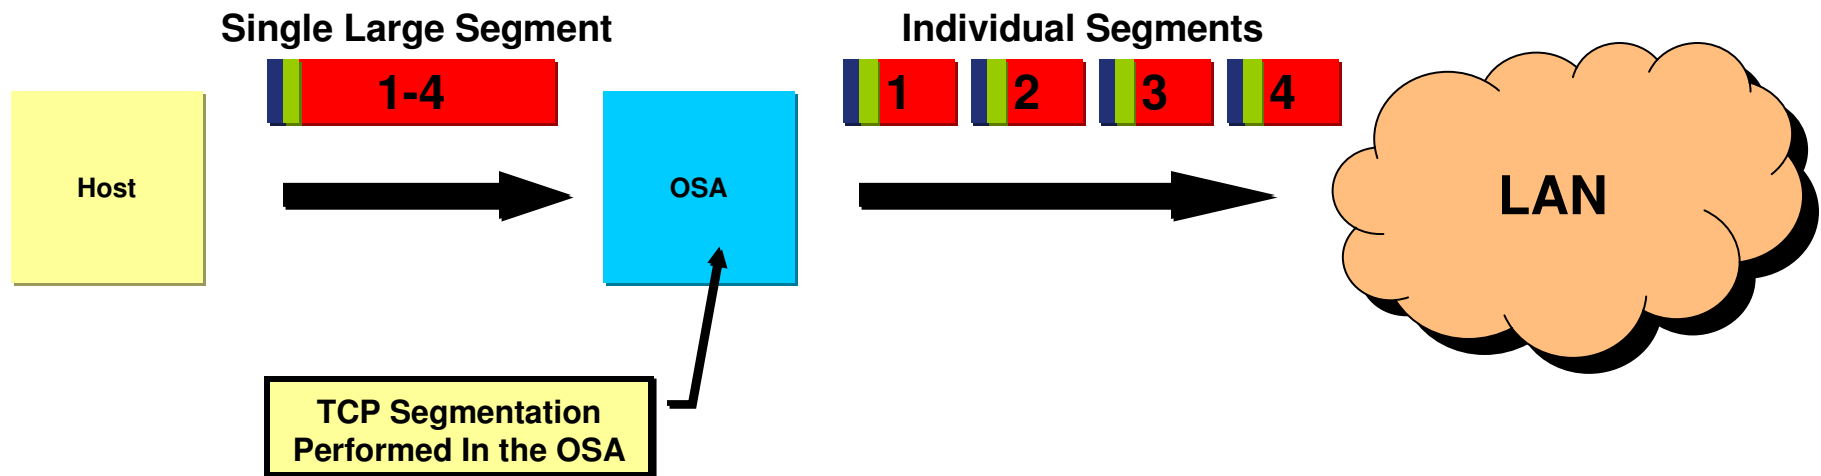 Single Large Segment
Individual Segments
1-4
1
2
3
4
Host
OSA
LAN
TCP Segmentation
Performed In the OSA